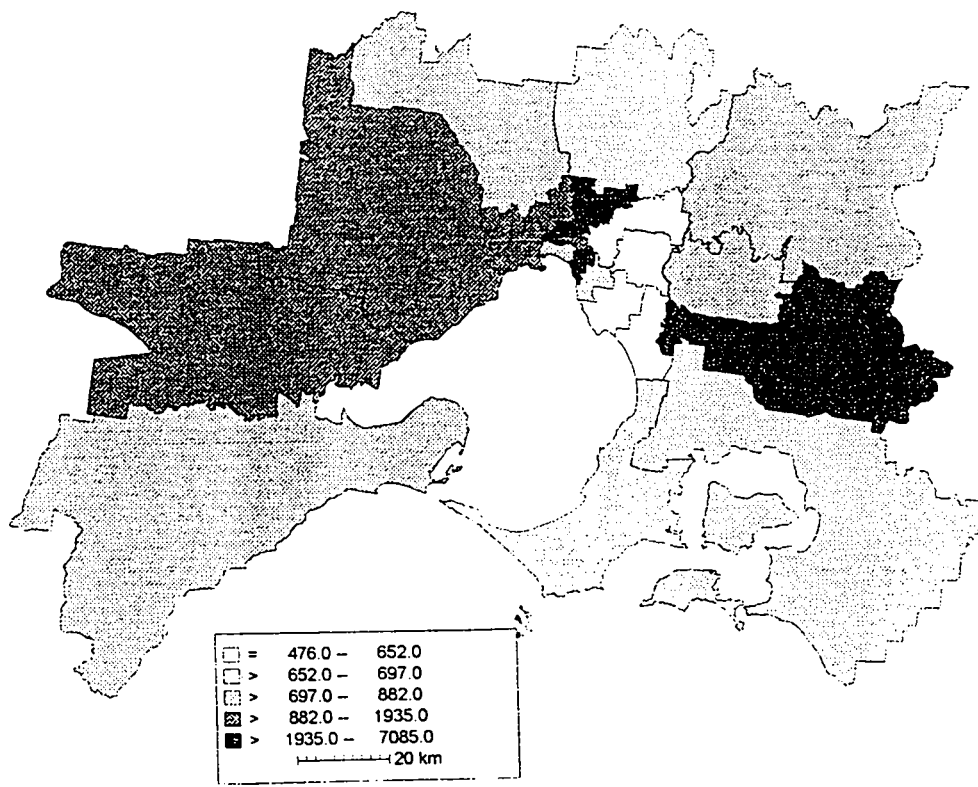 = 476.0 – 652.0
> 652.0 – 697.0
> 697.0 – 882.0
> 882.0 – 1935.0
> 1935.0 – 7085.0
20 km